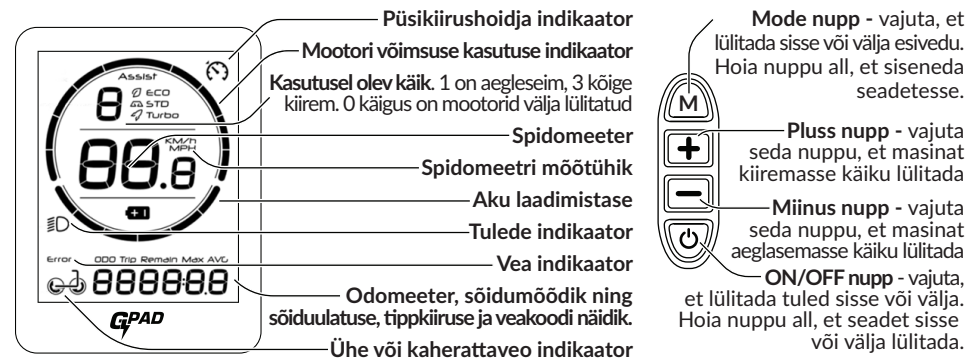 Püsikiirushoidja indikaator
Mootori võimsuse kasutuse indikaator
Kasutusel olev käik. 1 on aegleseim, 3 kõige
kiirem. 0 käigus on mootorid välja lülitatud
Spidomeeter
Spidomeetri mõõtühik
Aku laadimistase
Tulede indikaator
Vea indikaator
Odomeeter, sõidumõõdik ning
sõiduulatuse, tippkiiruse ja veakoodi näidik.
Ühe või kaherattaveo indikaator
Assist
8
ECO
STD
Turbo
88.8
KM/h
MPH
Error
ODO Trip Remain Max AVG
88888.8
GPAD
Mode nupp - vajuta, et
lülitada sisse või välja esivedu.
Hoia nuppu all, et siseneda
seadetesse.
Pluss nupp - vajuta
seda nuppu, et masinat
kiiremasse käiku lülitada
Miinus nupp - vajuta
seda nuppu, et masinat
aeglasemasse käiku lülitada
ON/OFF nupp - vajuta,
et lülitada tuled sisse või välja.
Hoia nuppu all, et seadet sisse
või välja lülitada.
M